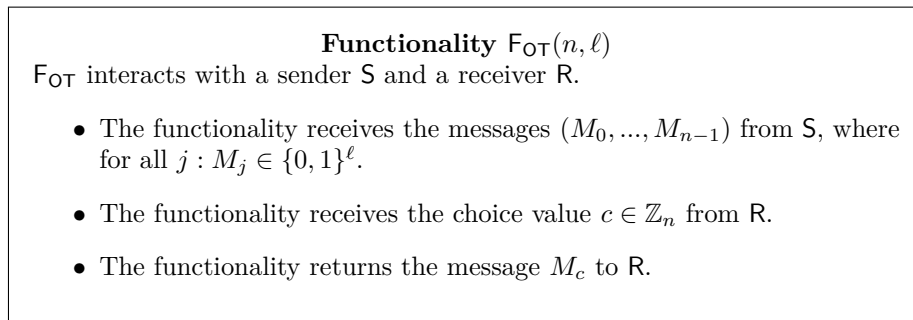 Functionality F_OT(n, ℓ)
F_OT interacts with a sender S and a receiver R.
• The functionality receives the messages (M_0, ..., M_{n−1}) from S, where
for all j : M_j ∈ {0, 1}^ℓ.
• The functionality receives the choice value c ∈ ℤ_n from R.
• The functionality returns the message M_c to R.